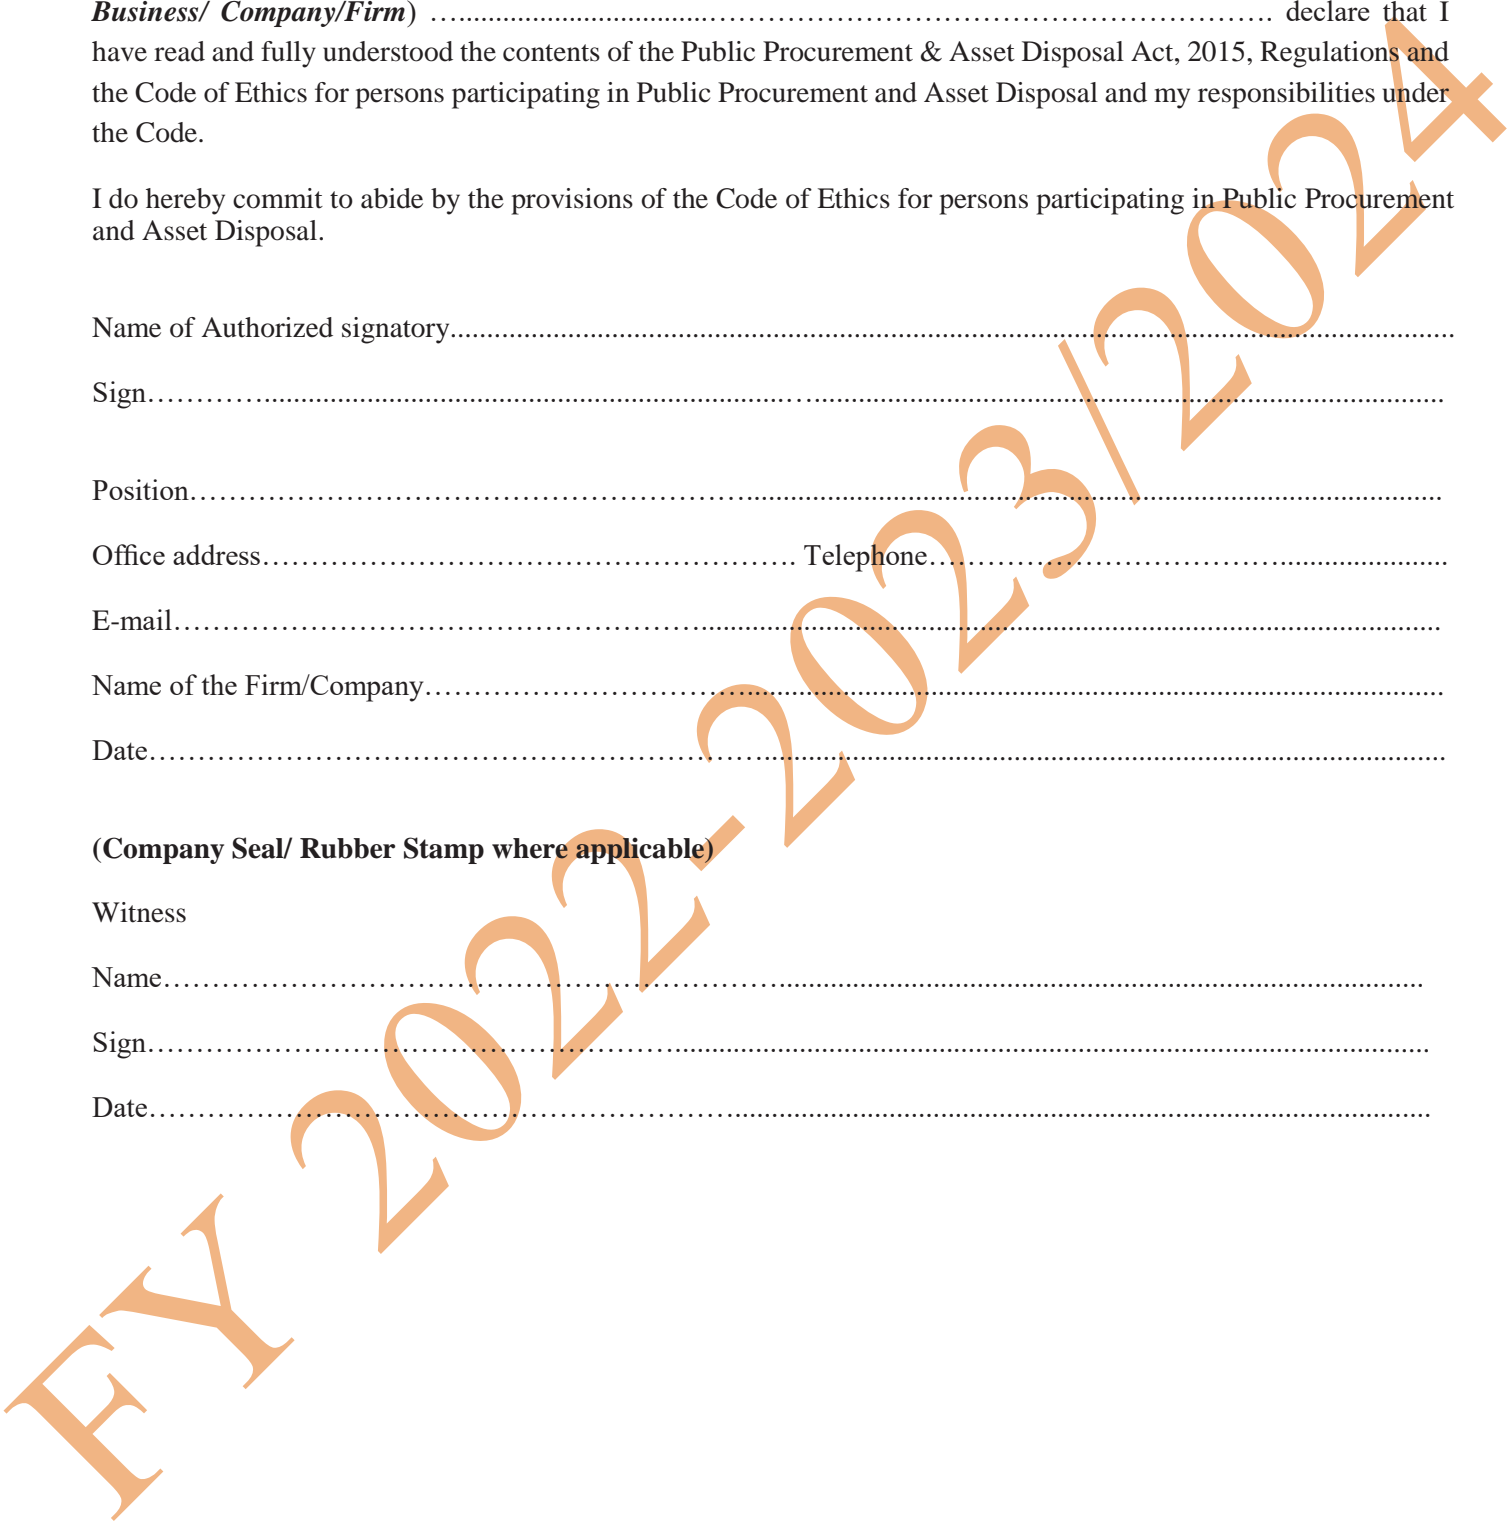 Business/ Company/Firm) …............................................……………………………………………………………. declare that I
have read and fully understood the contents of the Public Procurement & Asset Disposal Act, 2015, Regulations and
the Code of Ethics for persons participating in Public Procurement and Asset Disposal and my responsibilities under
the Code.
I do hereby commit to abide by the provisions of the Code of Ethics for persons participating in Public Procurement
and Asset Disposal.
Name of Authorized signatory.........................................................................................................................................
Sign…………......................................................................…......................................................................................
Position…………………………………………………...............................................................................................
Office address………………………………………………. Telephone………………………………......................
E-mail………………………………………………....................................................................................................
Name of the Firm/Company……………………………...............................................................................................
Date………………………………………………………............................................................................................
(Company Seal/ Rubber Stamp where applicable)
Witness
Name……………………………………………………….......................................................................................
Sign………………………………………………......................................................................................................
Date……………………………………………………...............................................................................................
FY 2022-2023/2024